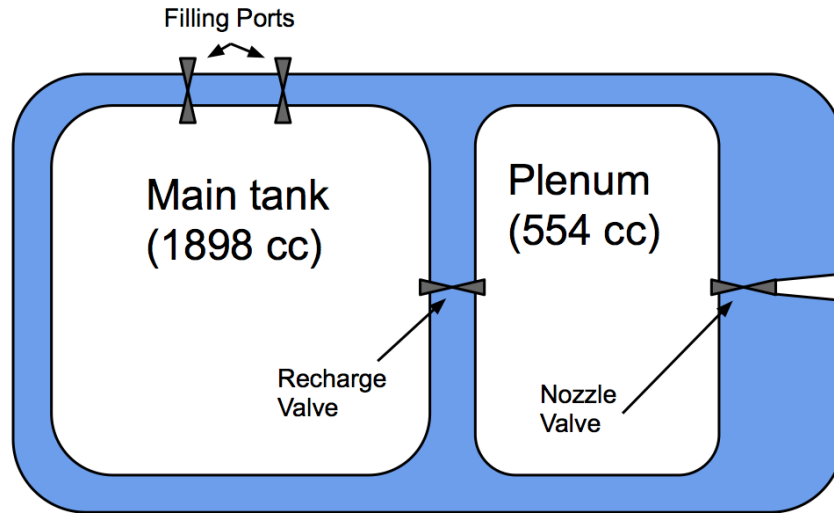 Filling Ports
Main tank
(1898 cc)
Plenum
(554 cc)
Recharge
Valve
Nozzle
Valve